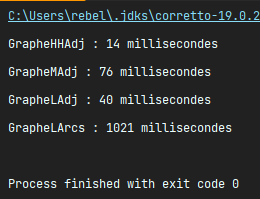 C:\Users\rebel\.jdks\corretto-19.0.2
GrapheHHAdj : 14 millisecondes
GrapheMAdj : 76 millisecondes
GrapheLAdj : 40 millisecondes
GrapheLArcs : 1021 millisecondes
Process finished with exit code 0